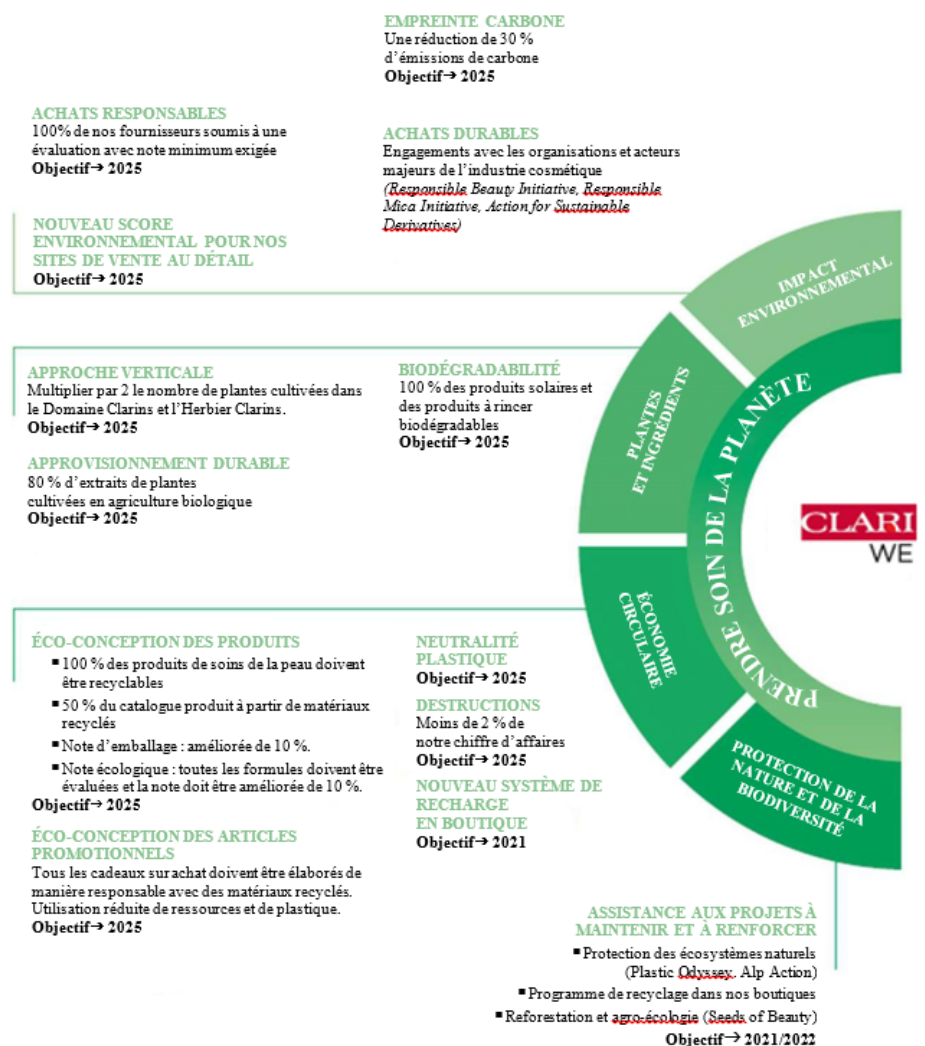 EMPREINTE CARBONE
Une réduction de 30 %
d’émissions de carbone
Objectif→ 2025
ACHATS RESPONSABLES
100% de nos fournisseurs soumis à une
évaluation avec note minimum exigée
Objectif→ 2025
ACHATS DURABLES
Engagements avec les organisations et acteurs
majeurs de l’industrie cosmétique
(Responsible Beauty Initiative, Responsible
Mica Initiative, Action for Sustainable
Derivatives)
NOUVEAU SCORE
ENVIRONNEMENTAL POUR NOS
SITES DE VENTE AU DÉTAIL
Objectif→ 2025
IMPACT
ENVIRONNEMENTAL
APPROCHE VERTICALE
Multiplier par 2 le nombre de plantes cultivées dans
le Domaine Clarins et l’Herbier Clarins.
Objectif→ 2025
BIODÉGRADABILITÉ
100 % des produits solaires et
des produits à rincer
biodégradables
Objectif→ 2025
APPROVISIONNEMENT DURABLE
80 % d’extraits de plantes
cultivées en agriculture biologique
Objectif→ 2025
PLANTES
ET INGRÉDIENTS
PRENDRE SOIN DE LA PLANÈTE
CLARI
WE
ÉCONOMIE
CIRCULAIRE
ÉCO-CONCEPTION DES PRODUITS
▪ 100 % des produits de soins de la peau doivent
être recyclables
▪ 50 % du catalogue produit à partir de matériaux
recyclés
▪ Note d’emballage : améliorée de 10 %.
▪ Note écologique : toutes les formules doivent être
évaluées et la note doit être améliorée de 10 %.
Objectif→ 2025
NEUTRALITÉ
PLASTIQUE
Objectif→ 2025
DESTRUCTIONS
Moins de 2 % de
notre chiffre d’affaires
Objectif→ 2025
NOUVEAU SYSTÈME DE
RECHARGE
EN BOUTIQUE
Objectif→ 2021
ÉCO-CONCEPTION DES ARTICLES
PROMOTIONNELS
Tous les cadeaux sur achat doivent être élaborés de
manière responsable avec des matériaux recyclés.
Utilisation réduite de ressources et de plastique.
Objectif→ 2025
PROTECTION DE LA
NATURE ET DE LA
BIODIVERSITÉ
ASSISTANCE AUX PROJETS À
MAINTENIR ET À RENFORCER
▪ Protection des écosystèmes naturels
(Plastic Odyssey. Alp Action)
▪ Programme de recyclage dans nos boutiques
▪ Reforestation et agro-écologie (Seeds of Beauty)
Objectif→ 2021/2022